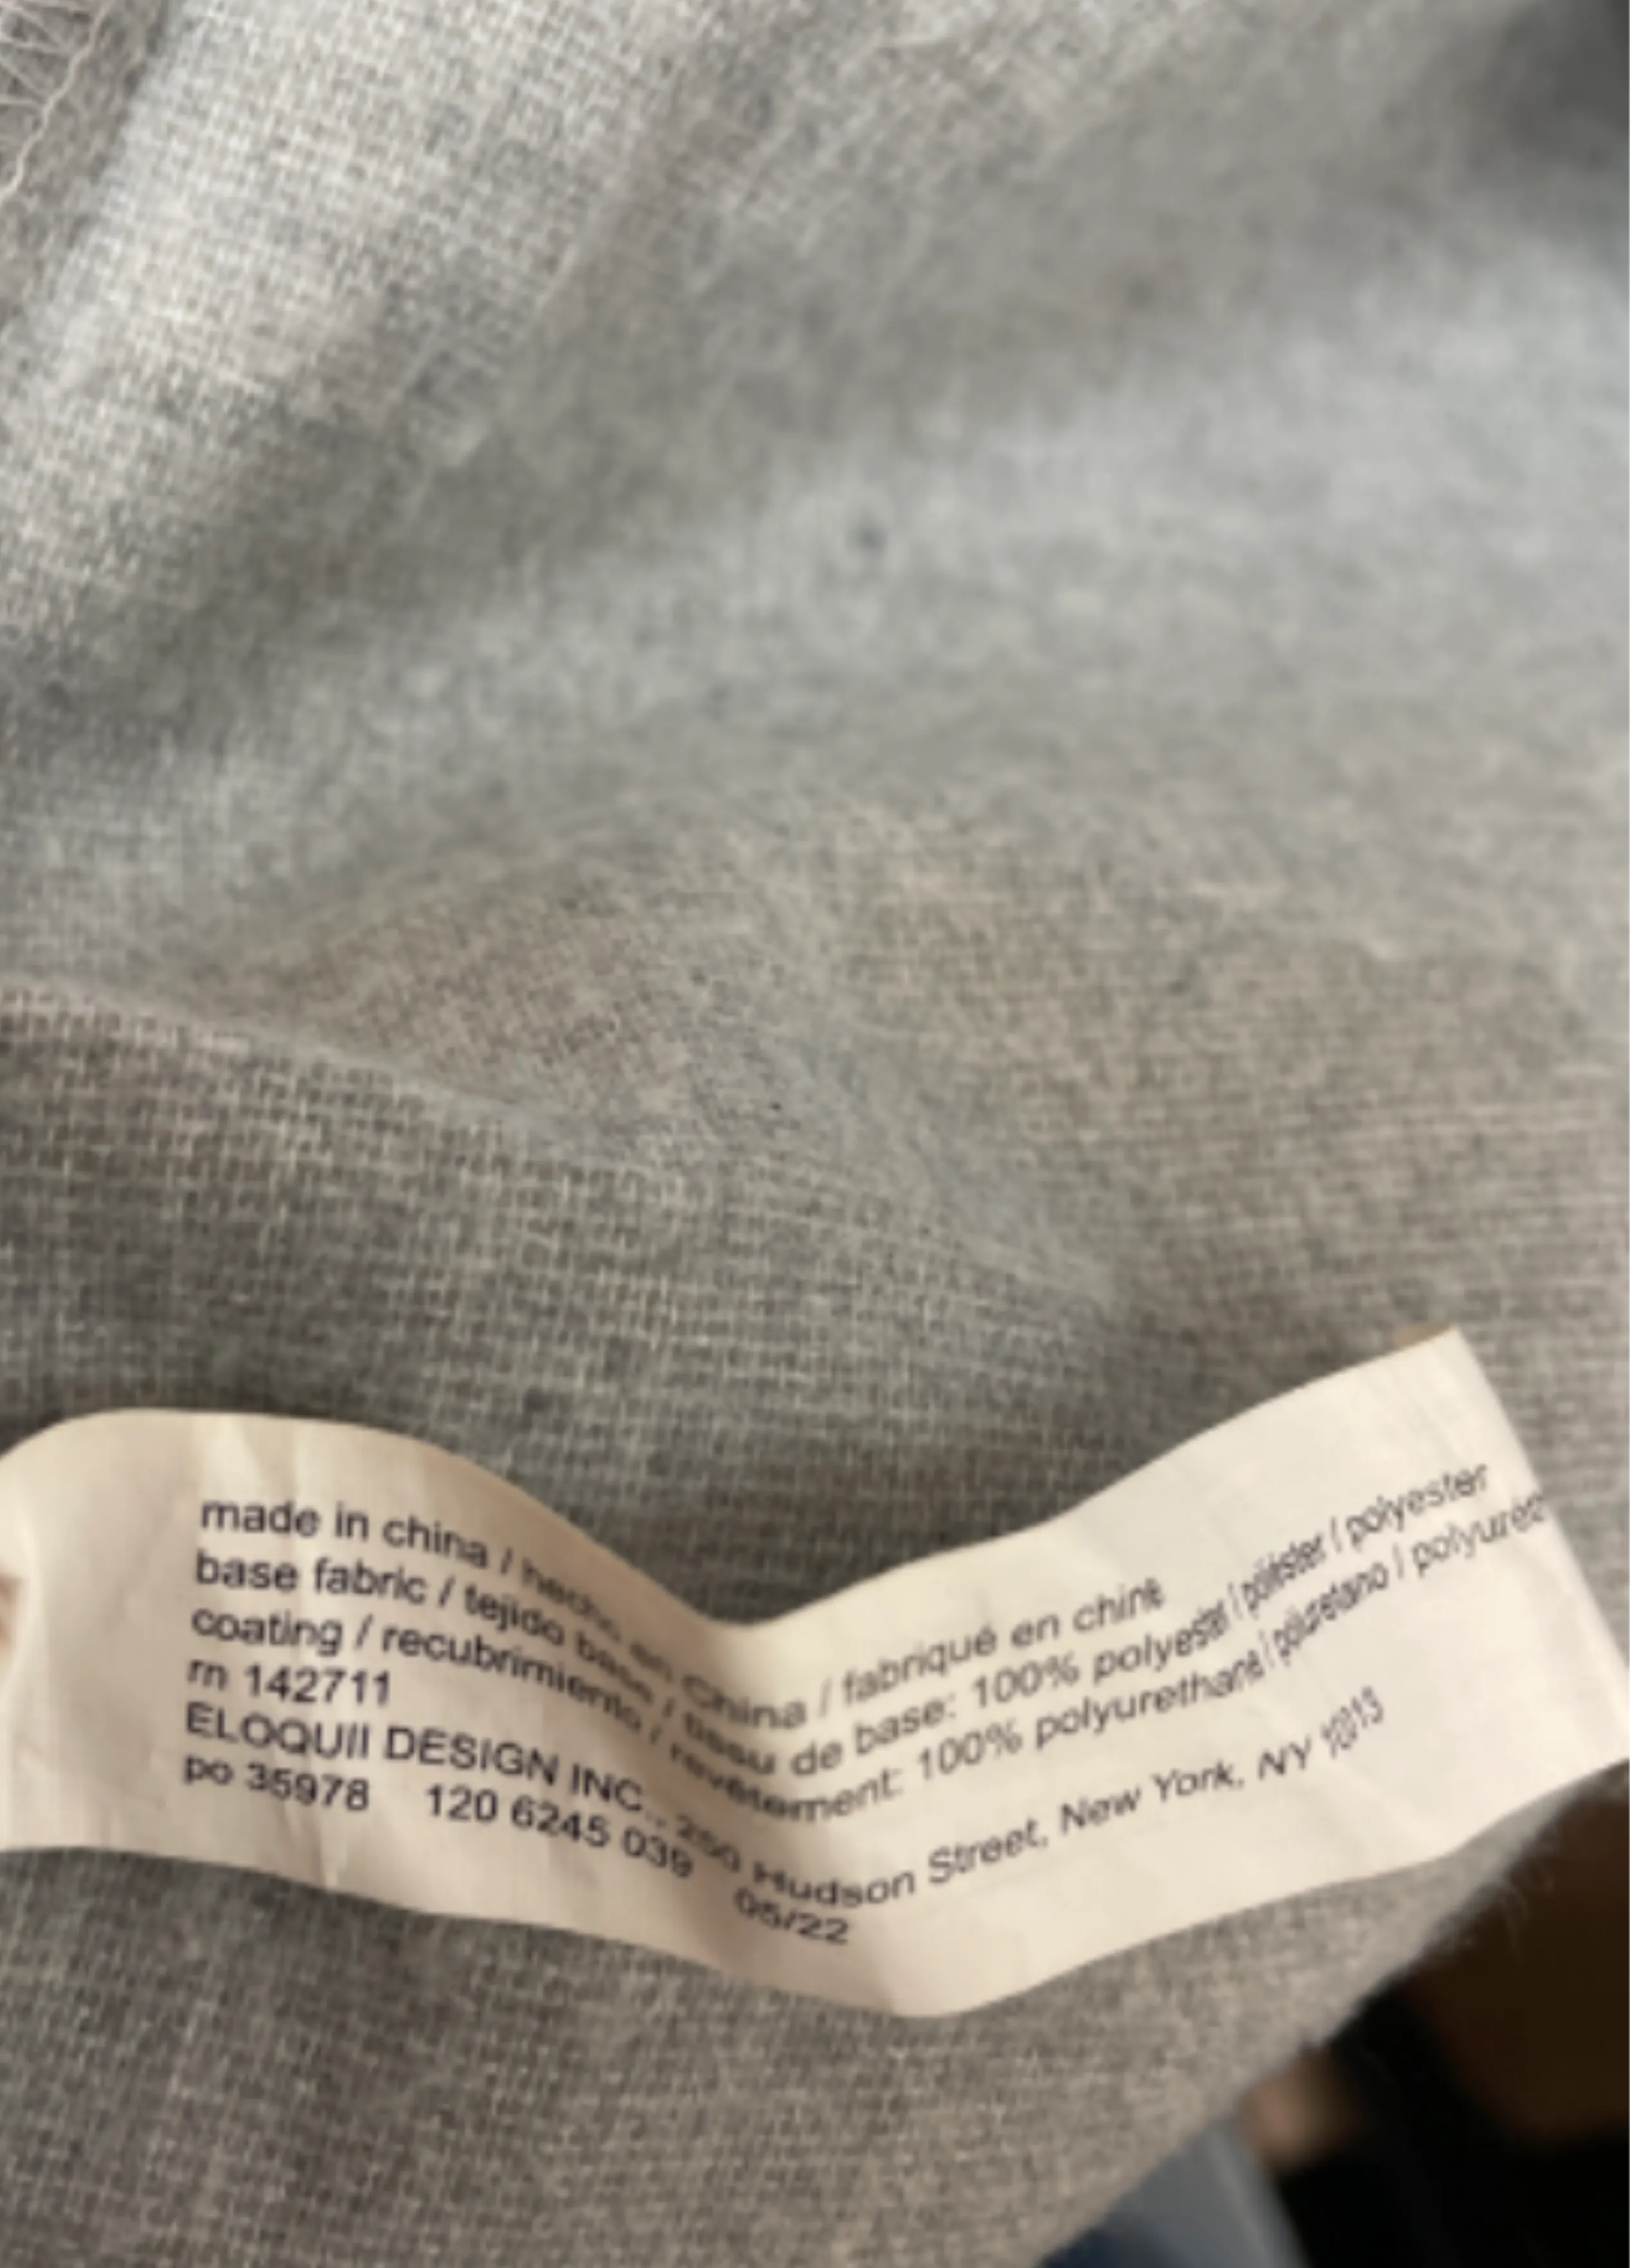 made in china / hecho en China / fabriqué en chine
base fabric / tejido base / tissu de base: 100% polyester / poliéster / polyester
coating / recubrimiento / revêtement: 100% polyurethane / poliuretano /
rn 142711
ELOQUII DESIGN INC., 250 Hudson Street, New York, NY 10013
po 35978 120 6245 039 05/22